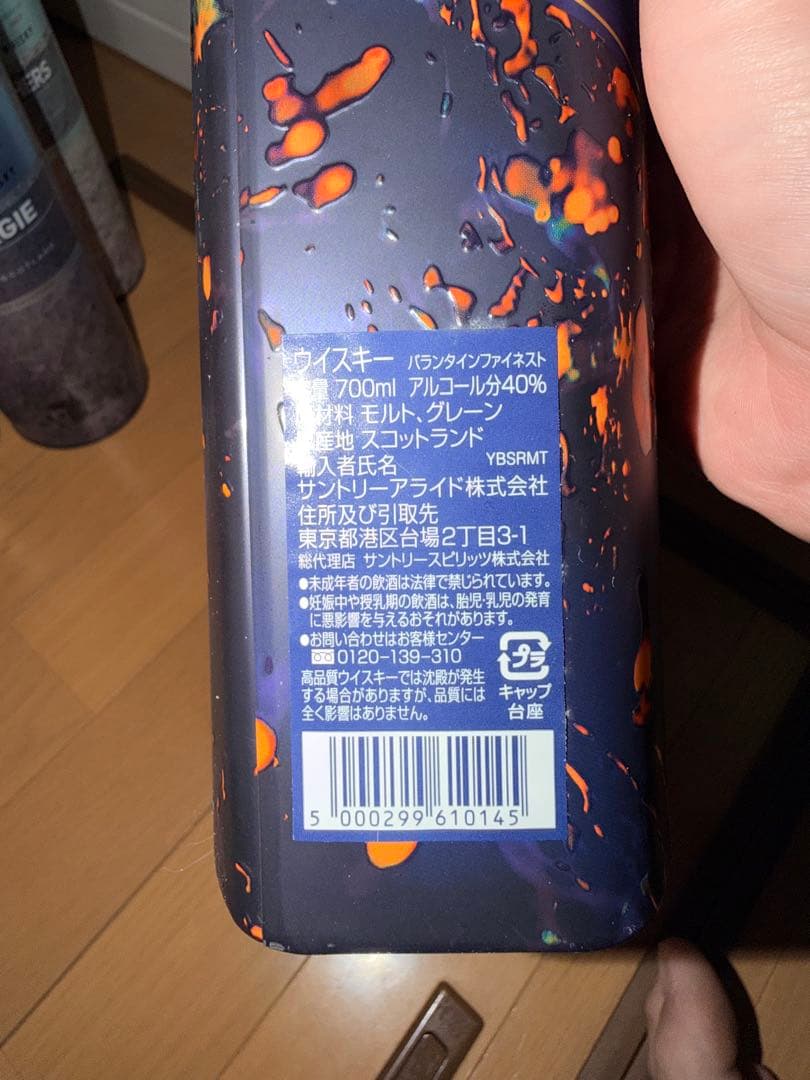 ERS
GIE
SCOTLAND
ウイスキー バランタインファイネスト
量 700ml アルコール分40%
材料 モルト、グレーン
産地 スコットランド
輸入者氏名 YBSRMT
サントリーアライド株式会社
住所及び引取先
東京都港区台場2丁目3-1
総代理店 サントリースピリッツ株式会社
●未成年者の飲酒は法律で禁じられています。
●妊娠中や授乳期の飲酒は、胎児・乳児の発育
に悪影響を与えるおそれがあります。
●お問い合わせはお客様センター
0120-139-310
高品質ウイスキーでは沈殿が発生
する場合がありますが、品質には
全く影響はありません。
プラ
キャップ
台座
5 000299 610145